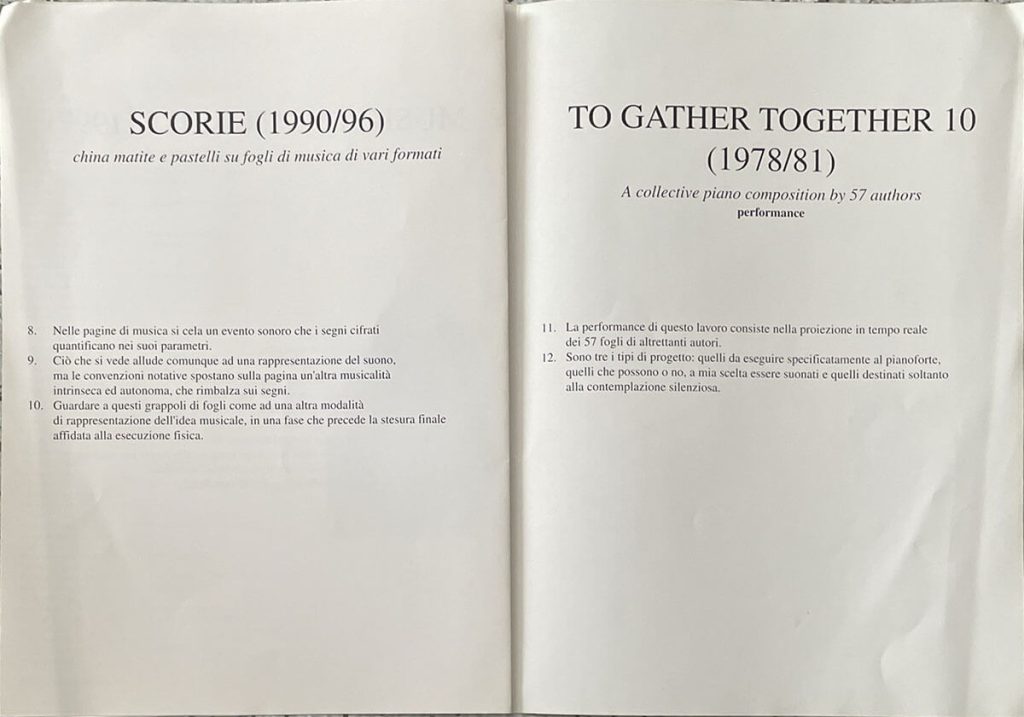 SCORIE (1990/96)
china matite e pastelli su fogli di musica di vari formati
8. Nelle pagine di musica si cela un evento sonoro che i segni cifrati
quantificano nei suoi parametri.
9. Ciò che si vede allude comunque ad una rappresentazione del suono,
ma le convenzioni notative spostano sulla pagina un'altra musicalità
intrinseca ed autonoma, che rimbalza sui segni.
10. Guardare a questi grappoli di fogli come ad una altra modalità
di rappresentazione dell'idea musicale, in una fase che precede la stesura finale
affidata alla esecuzione fisica.
TO GATHER TOGETHER 10
(1978/81)
A collective piano composition by 57 authors
performance
11. La performance di questo lavoro consiste nella proiezione in tempo reale
dei 57 fogli di altrettanti autori.
12. Sono tre i tipi di progetto: quelli da eseguire specificatamente al pianoforte,
quelli che possono o no, a mia scelta essere suonati e quelli destinati soltanto
alla contemplazione silenziosa.